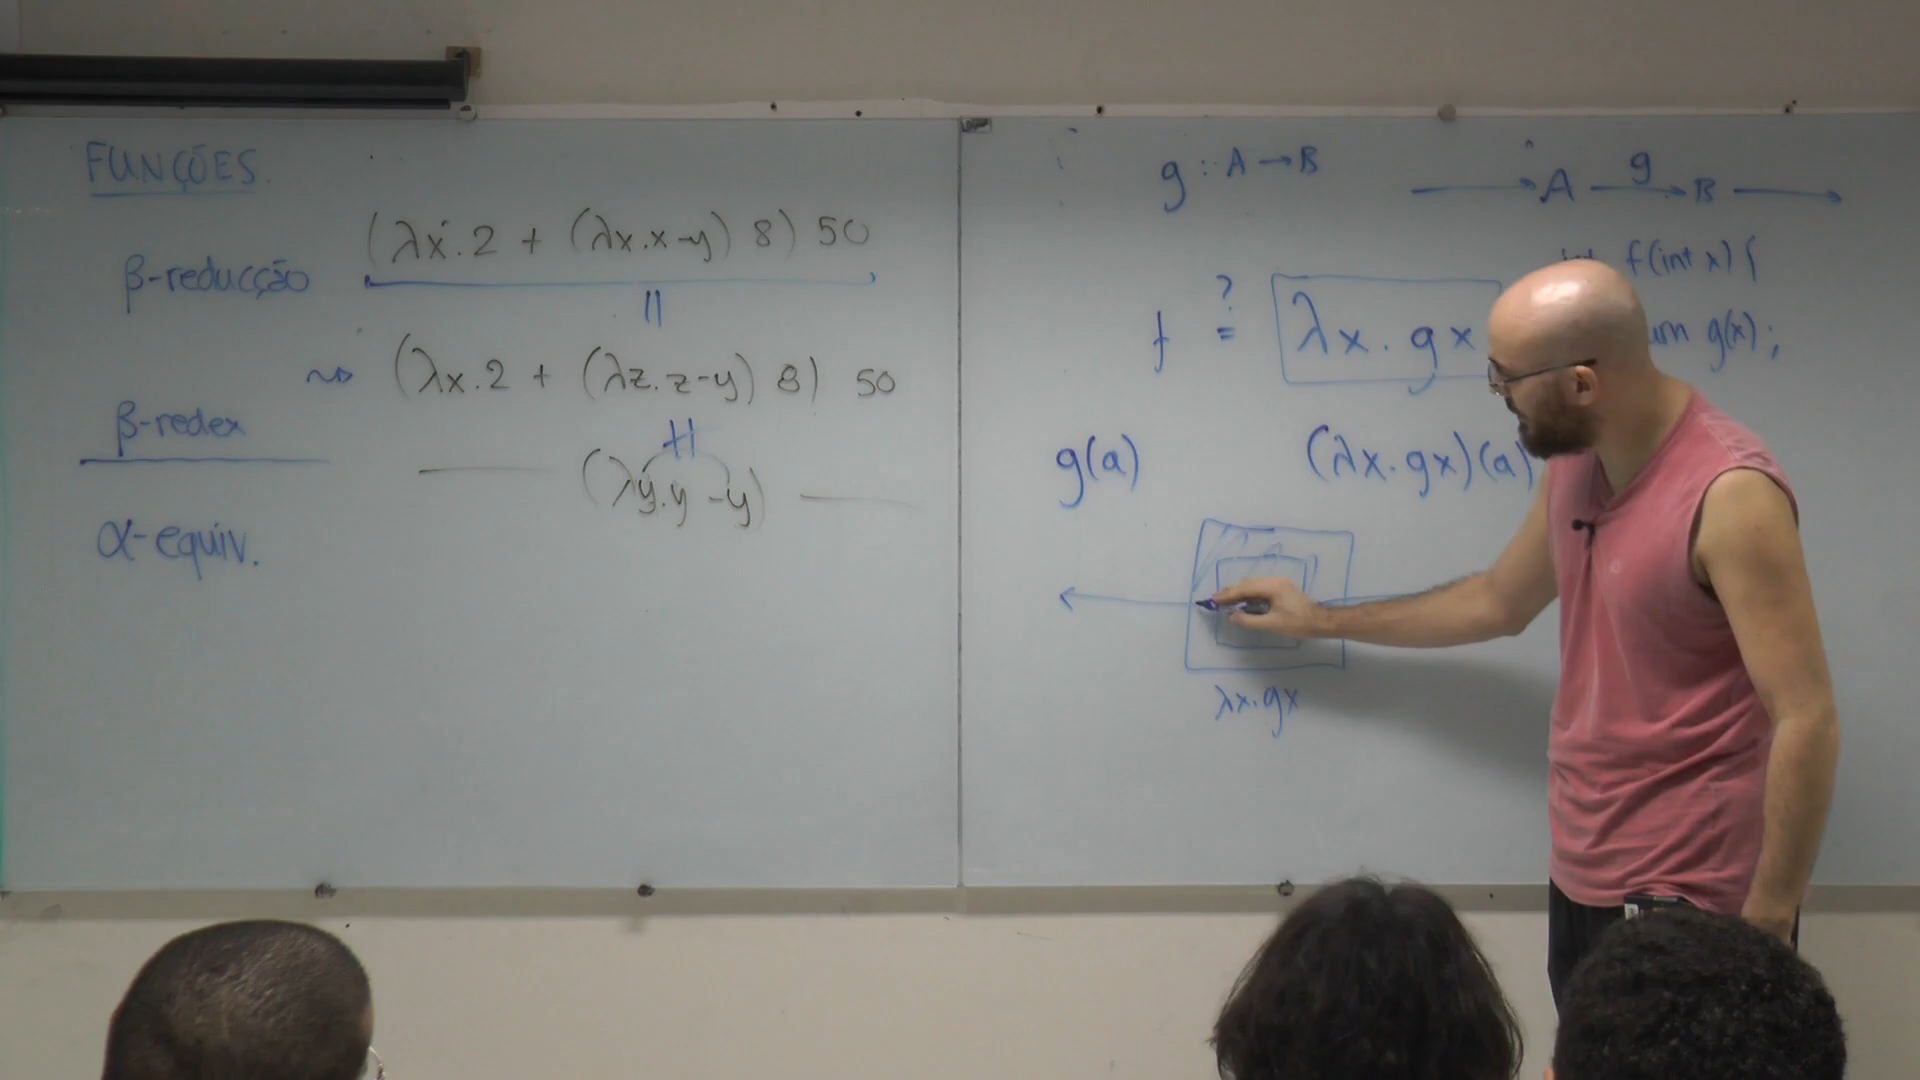 FUNÇÕES.
β-reducção
(λx.2 + (λx.x-y) 8) 50
=
⇝ (λx.2 + (λz.z-y) 8) 50
β-redex
≠
(λy.y -y)
α-equiv.
g :: A → B
A g B
f(int x) {
f ?= λx. gx
g(x);
g(a)
(λx. gx)(a)
λx. gx